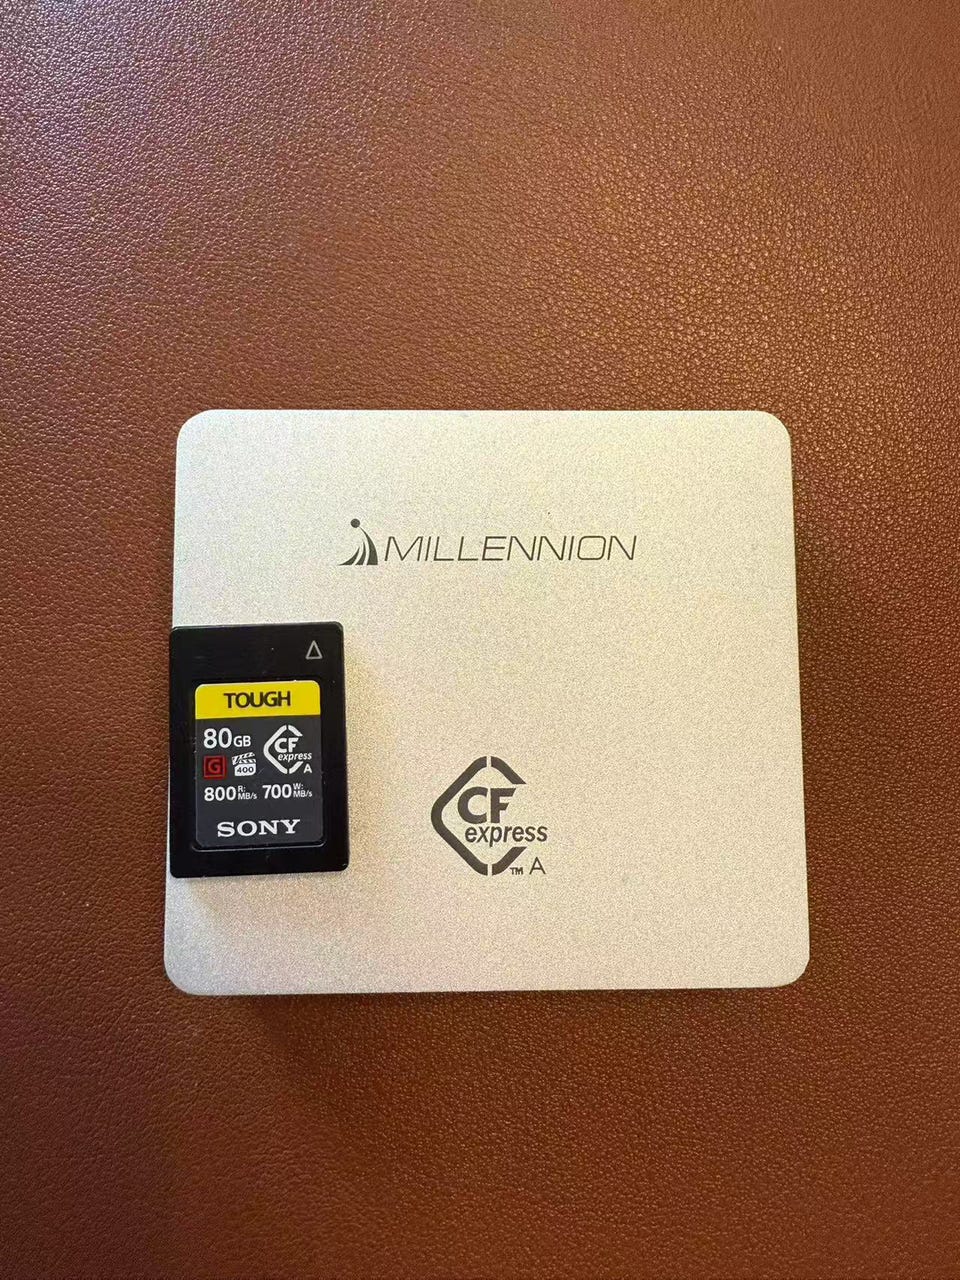 MILLENNION
TOUGH
80GB
CF
express
A
G
400
800 R: MB/s 700 W: MB/s
SONY
CF
express
™ A